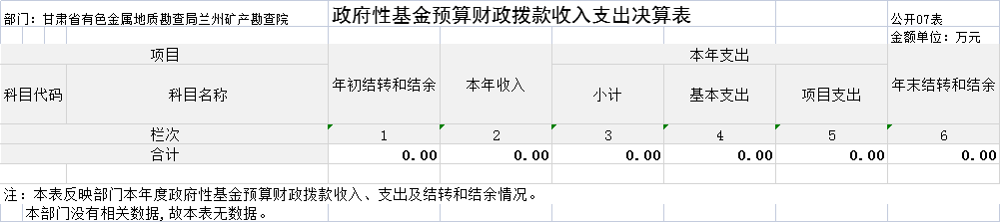 政府性基金预算财政拨款收入支出决算表
部门：甘肃省有色金属地质勘查局兰州矿产勘查院 公开07表
金额单位：万元
项目 年初结转和结余 本年收入 本年支出 年末结转和结余
科目代码 科目名称 小计 基本支出 项目支出
栏次 1 2 3 4 5 6
合计 0.00 0.00 0.00 0.00 0.00 0.00
注：本表反映部门本年度政府性基金预算财政拨款收入、支出及结转和结余情况。
本部门没有相关数据,故本表无数据。